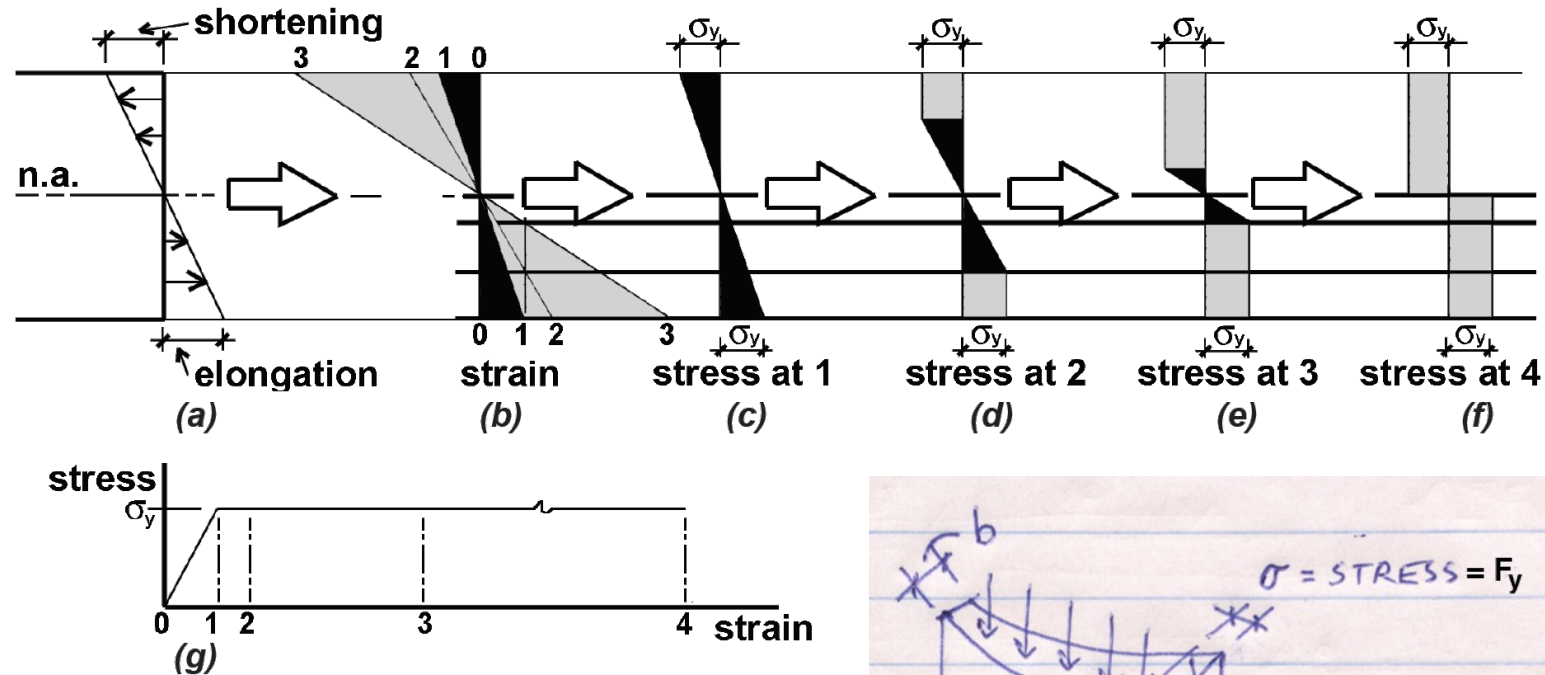 shortening
3 2 1 0
σy σy σy σy
n.a.
0 1 2 3
σy σy σy σy
elongation strain stress at 1 stress at 2 stress at 3 stress at 4
(a) (b) (c) (d) (e) (f)
stress
σy
0 1 2 3 4 strain
(g)
b
σ = STRESS = Fy